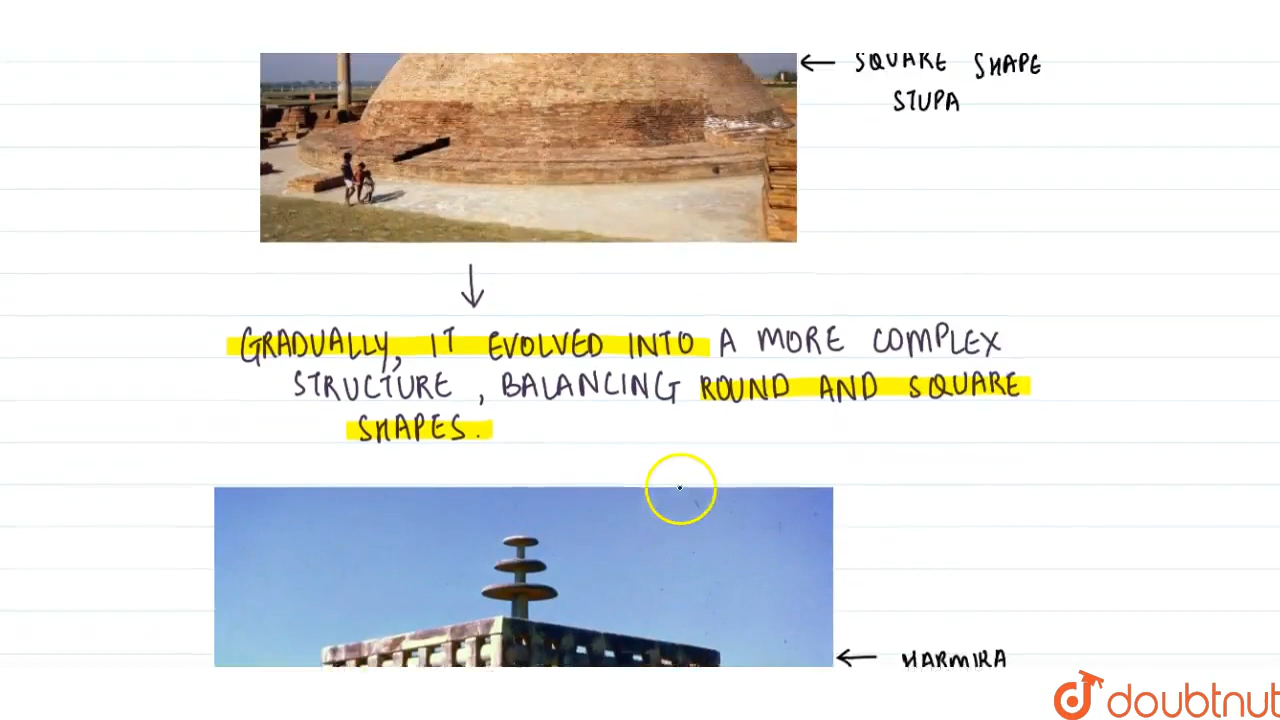 ← SQUARE SHAPE
STUPA
↓
GRADUALLY, IT EVOLVED INTO A MORE COMPLEX
STRUCTURE , BALANCING ROUND AND SQUARE
SHAPES.
← HARMIKA
doubtnut